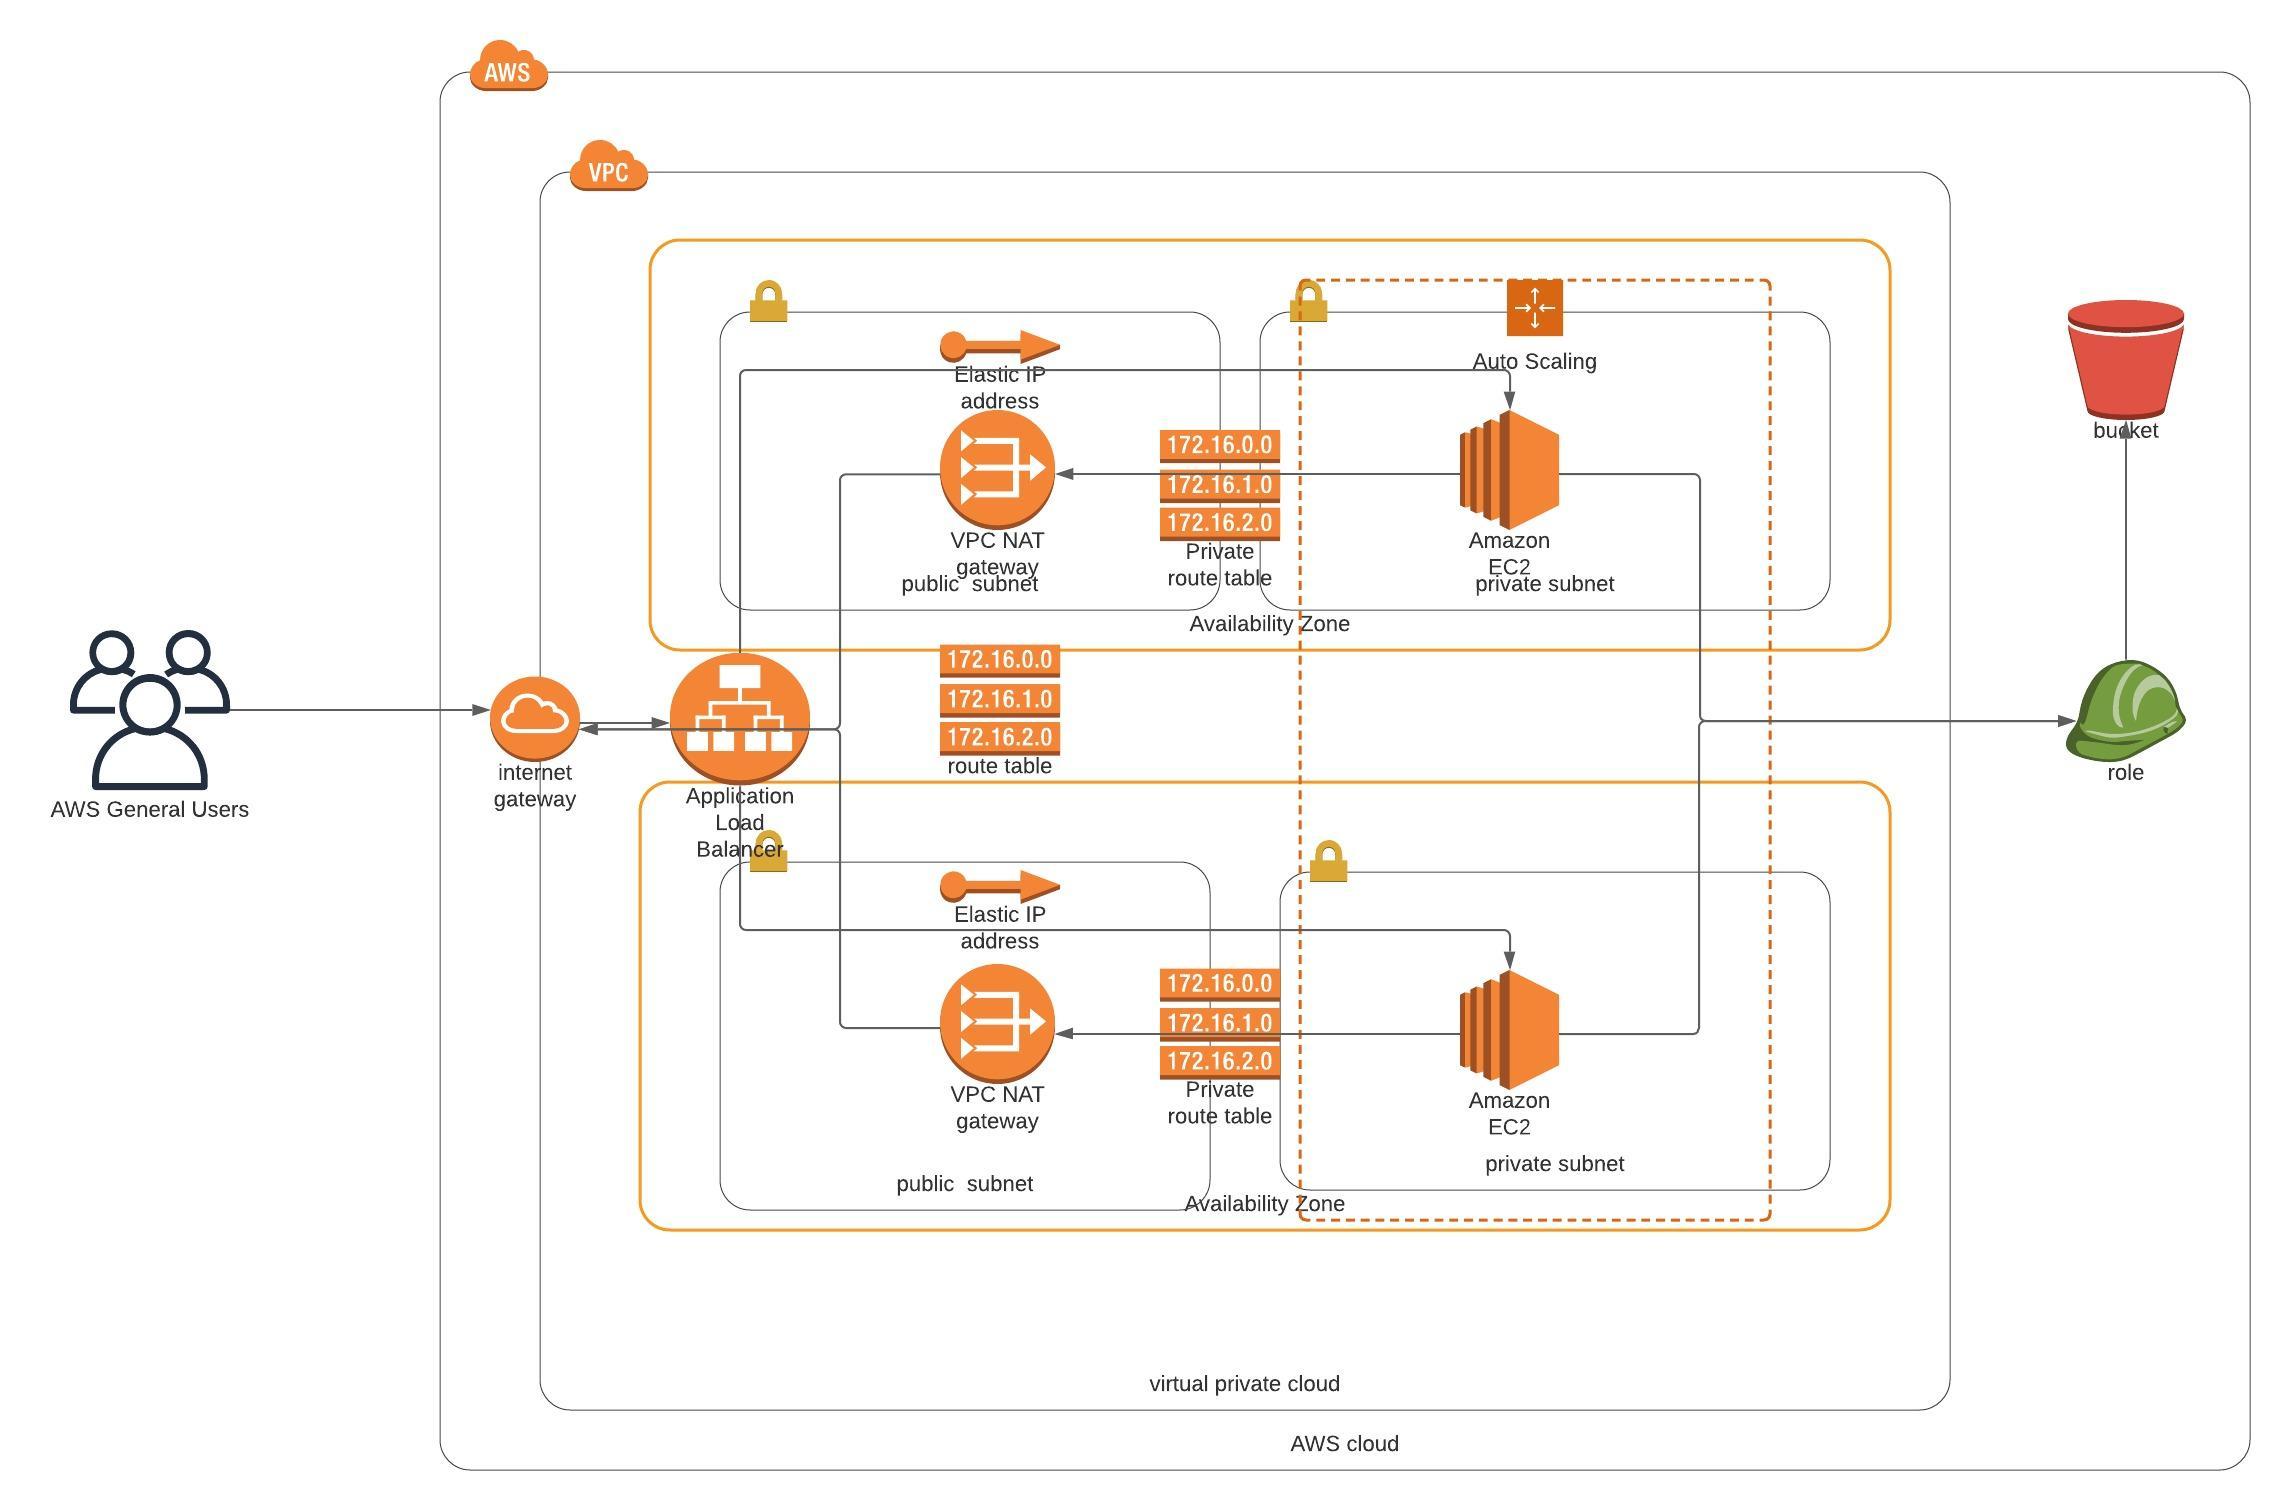 AWS
VPC
Elastic IP
address
Auto Scaling
172.16.0.0
172.16.1.0
172.16.2.0
Private
route table
VPC NAT
gateway
public  subnet
Amazon
EC2
private subnet
bucket
Availability Zone
172.16.0.0
172.16.1.0
172.16.2.0
route table
AWS General Users
internet
gateway
Application
Load
Balancer
role
Elastic IP
address
172.16.0.0
172.16.1.0
172.16.2.0
Private
route table
VPC NAT
gateway
Amazon
EC2
public  subnet
private subnet
Availability Zone
virtual private cloud
AWS cloud